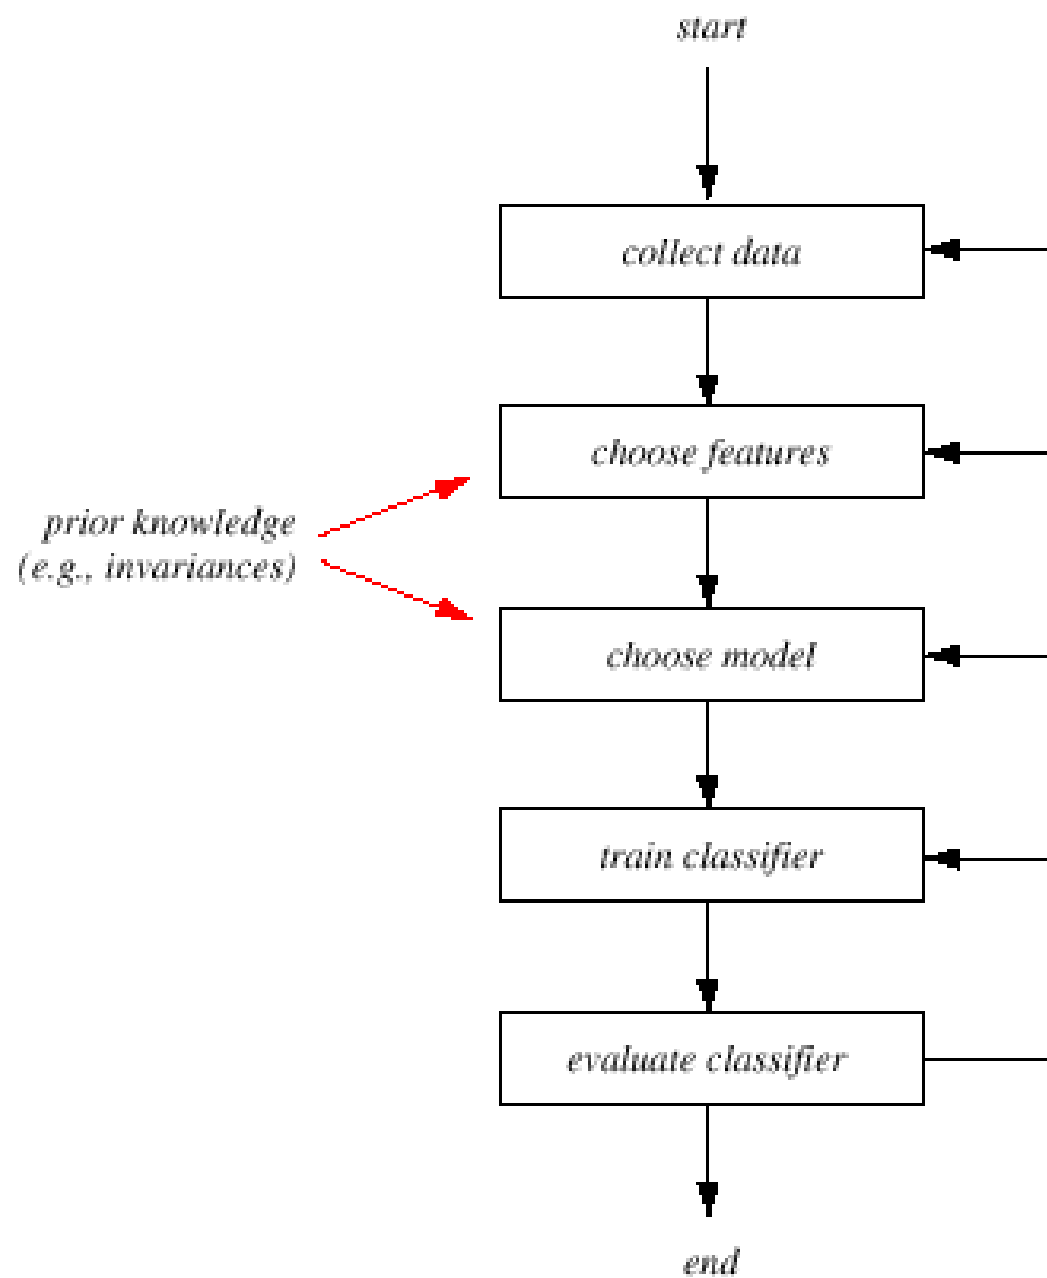 start
collect data
choose features
prior knowledge
(e.g., invariances)
choose model
train classifier
evaluate classifier
end